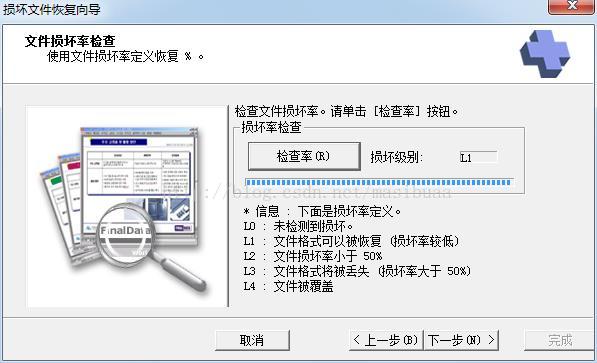 损坏文件恢复向导
文件损坏率检查
使用文件损坏率定义恢复 % 。
检查文件损坏率。请单击 [检查率] 按钮。
损坏率检查
检查率(R)
损坏级别:
L1
http://blog.csdn.net/masibuan
FinalData
* 信息 : 下面是损坏率定义。
L0 : 未检测到损坏。
L1 : 文件格式可以被恢复 (损坏率较低)
L2 : 文件损坏率小于 50%
L3 : 文件格式将被丢失 (损坏率大于 50%)
L4 : 文件被覆盖
取消
< 上一步(B)
下一步(N) >
完成